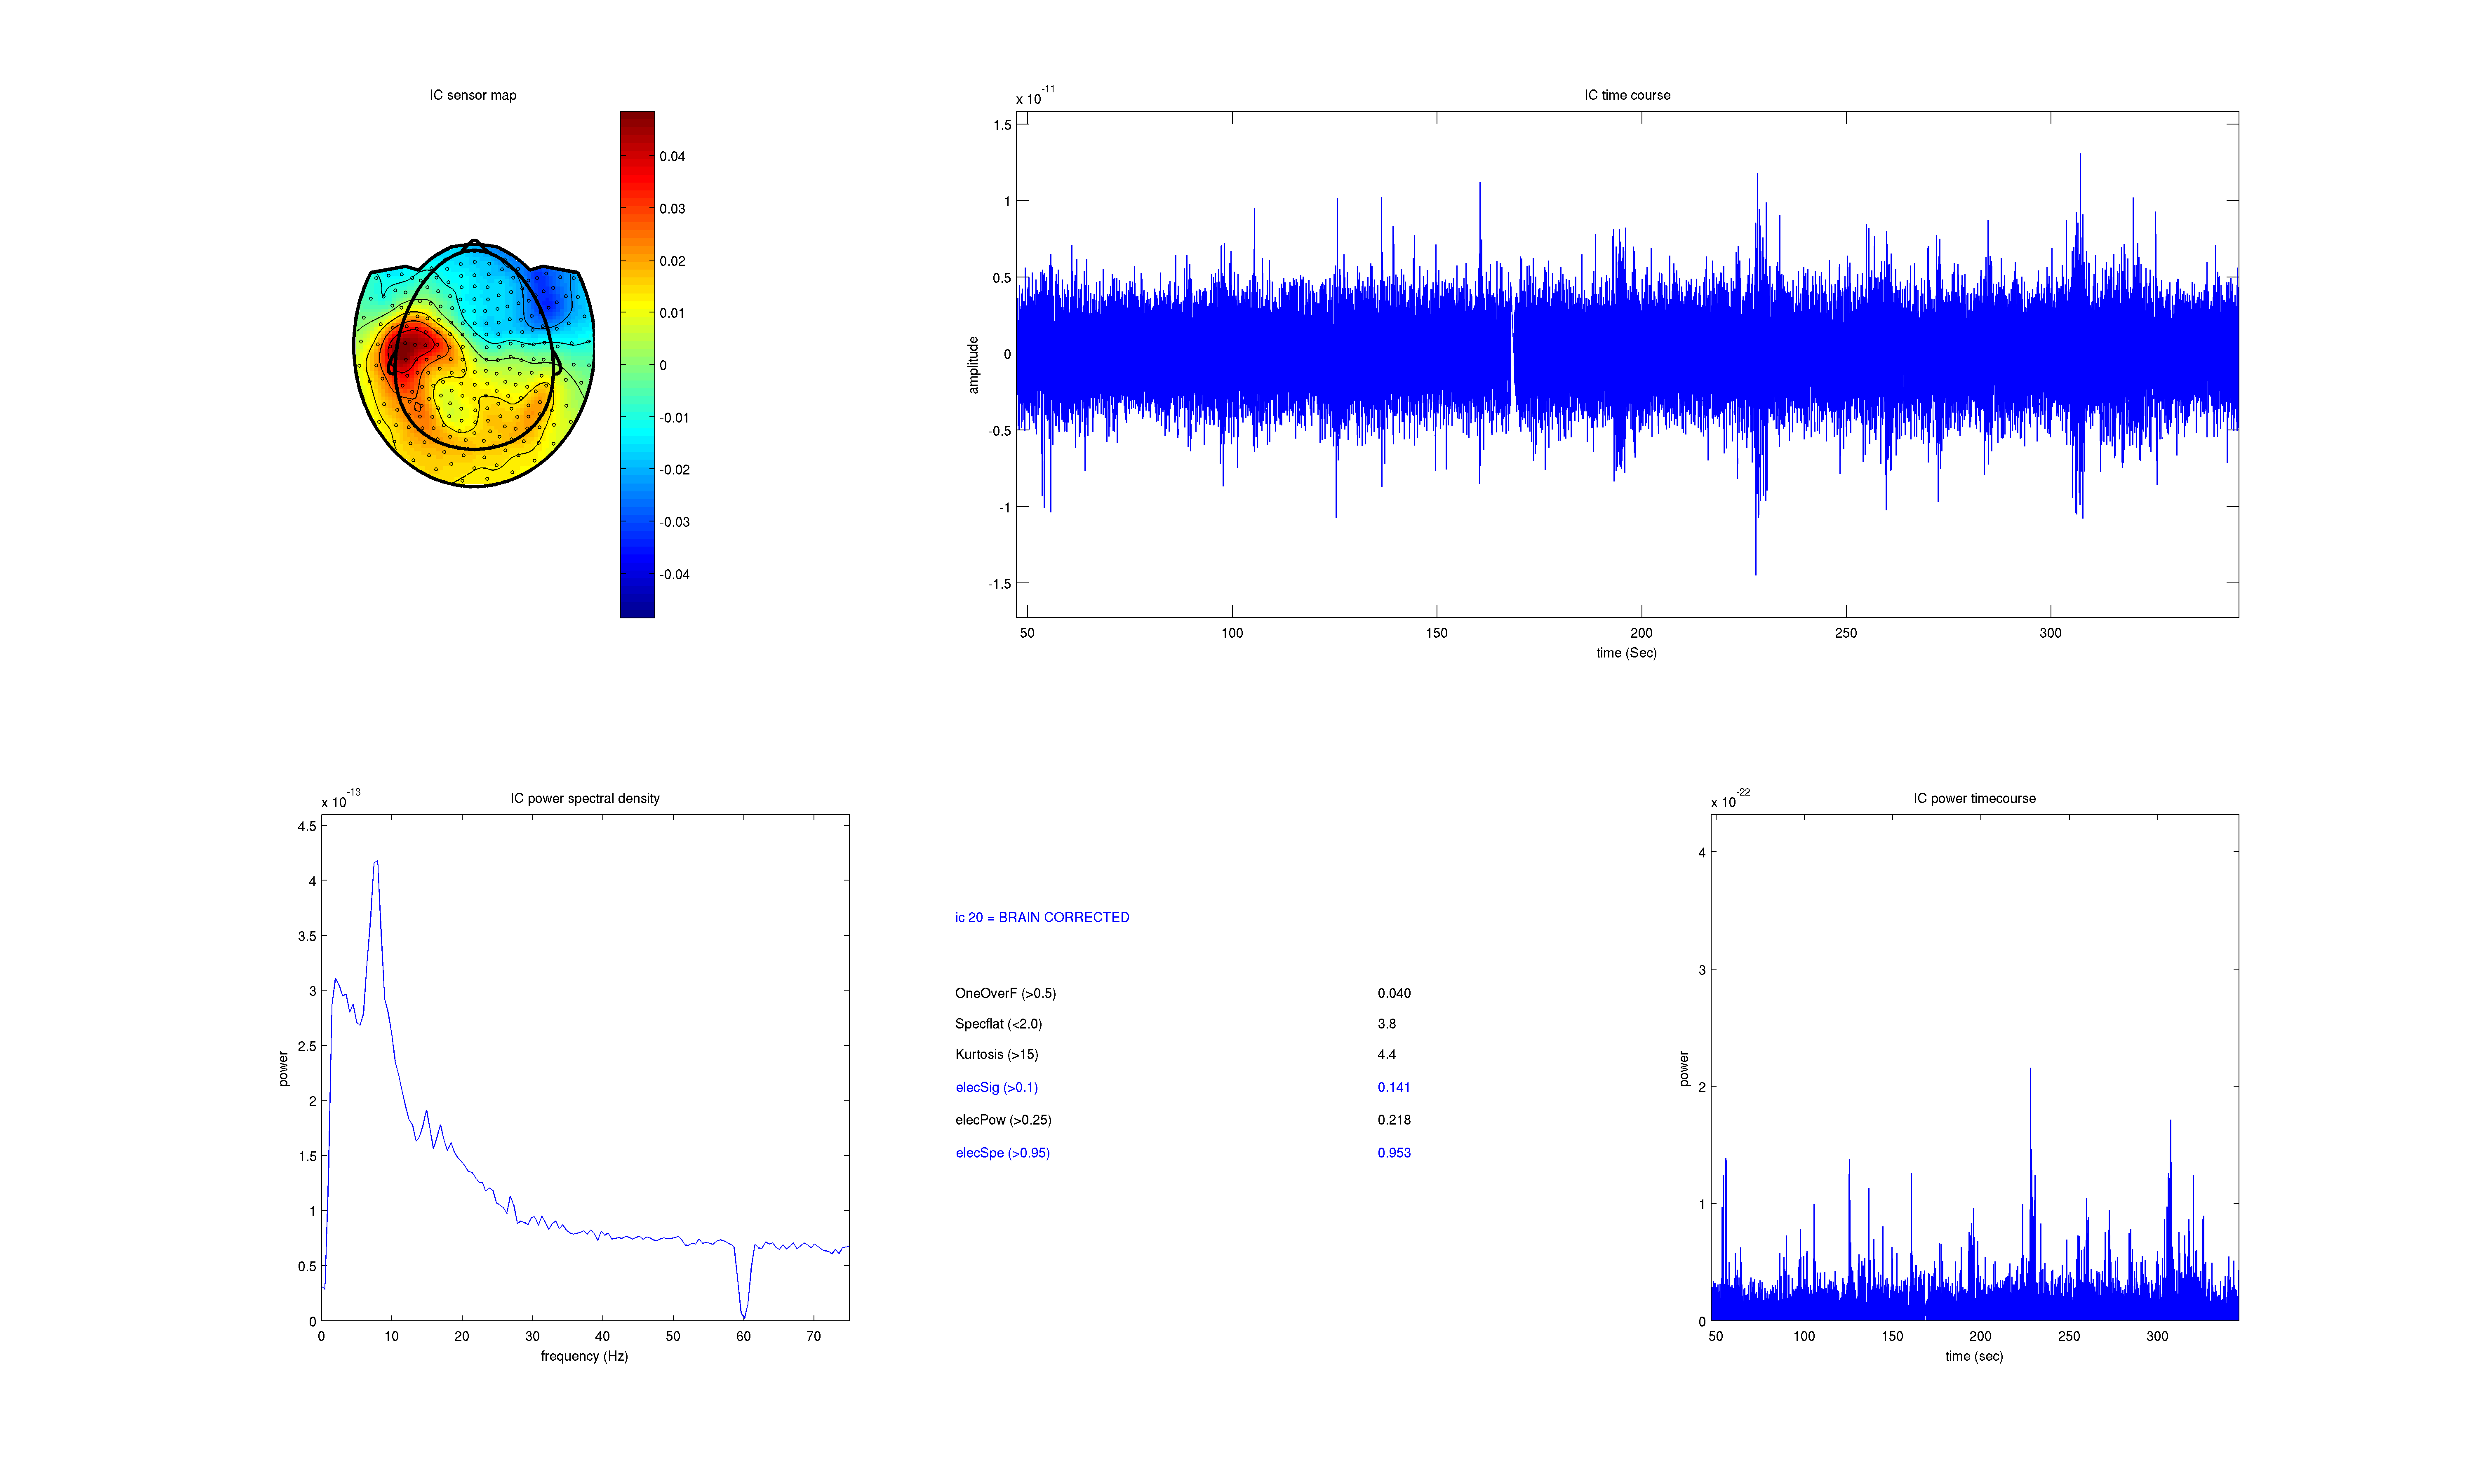 IC sensor map
0.04
0.03
0.02
0.01
0
-0.01
-0.02
-0.03
-0.04
x 10-11
IC time course
1.5
1
0.5
0
-0.5
-1
-1.5
amplitude
50 100 150 200 250 300
time (Sec)
x 10-13
IC power spectral density
4.5
4
3.5
3
2.5
2
1.5
1
0.5
0
power
0 10 20 30 40 50 60 70
frequency (Hz)
ic 20 = BRAIN CORRECTED
OneOverF (>0.5) 0.040
Specflat (<2.0) 3.8
Kurtosis (>15) 4.4
elecSig (>0.1) 0.141
elecPow (>0.25) 0.218
elecSpe (>0.95) 0.953
x 10-22
IC power timecourse
4
3
2
1
0
power
50 100 150 200 250 300
time (sec)